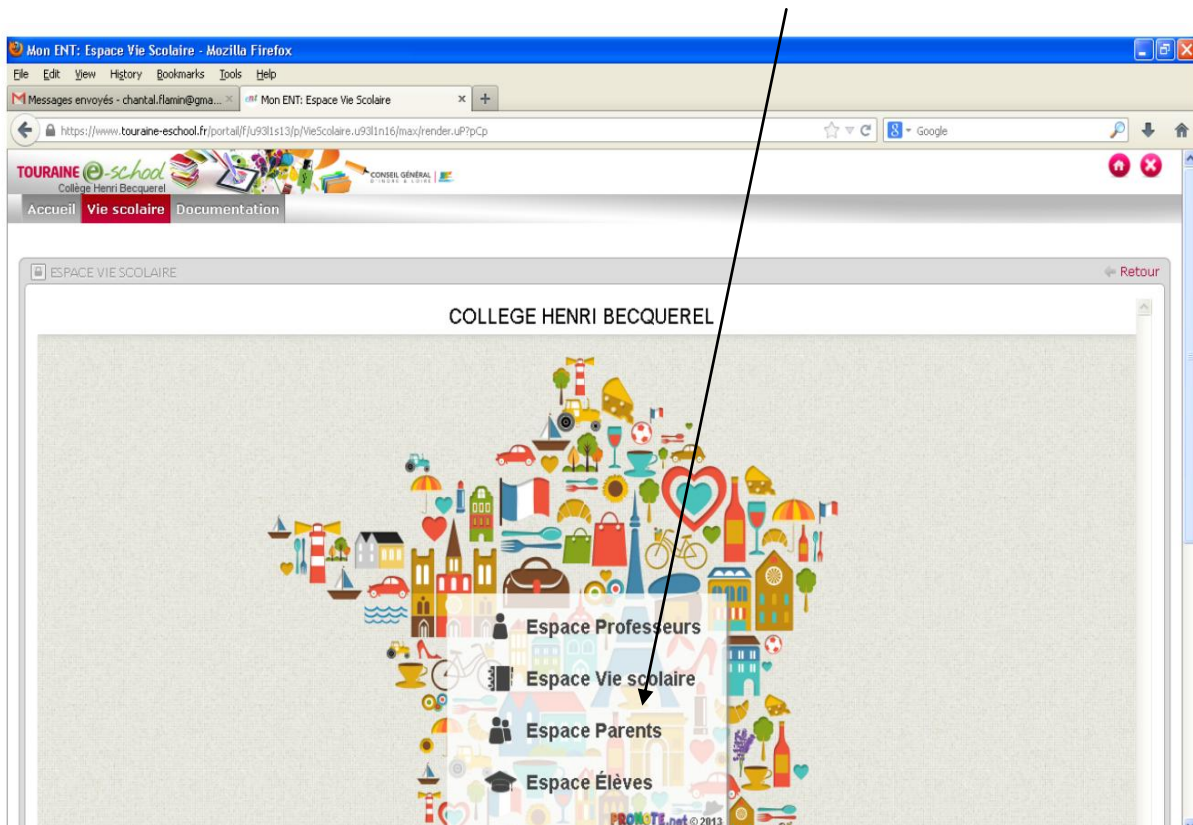 Mon ENT: Espace Vie Scolaire - Mozilla Firefox
File Edit View History Bookmarks Tools Help
Messages envoyés - chantal.flamin@gma... × Mon ENT: Espace Vie Scolaire × +
https://www.touraine-eschool.fr/portail/f/u93l1s13/p/VieScolaire.u93l1n16/max/render.uP?pCp Google
TOURAINE e-school
Collège Henri Becquerel
CONSEIL GÉNÉRAL
D'INDRE & LOIRE
Accueil Vie scolaire Documentation
ESPACE VIE SCOLAIRE Retour
COLLEGE HENRI BECQUEREL
Espace Professeurs
Espace Vie scolaire
Espace Parents
Espace Élèves
PRONOTE.net © 2013